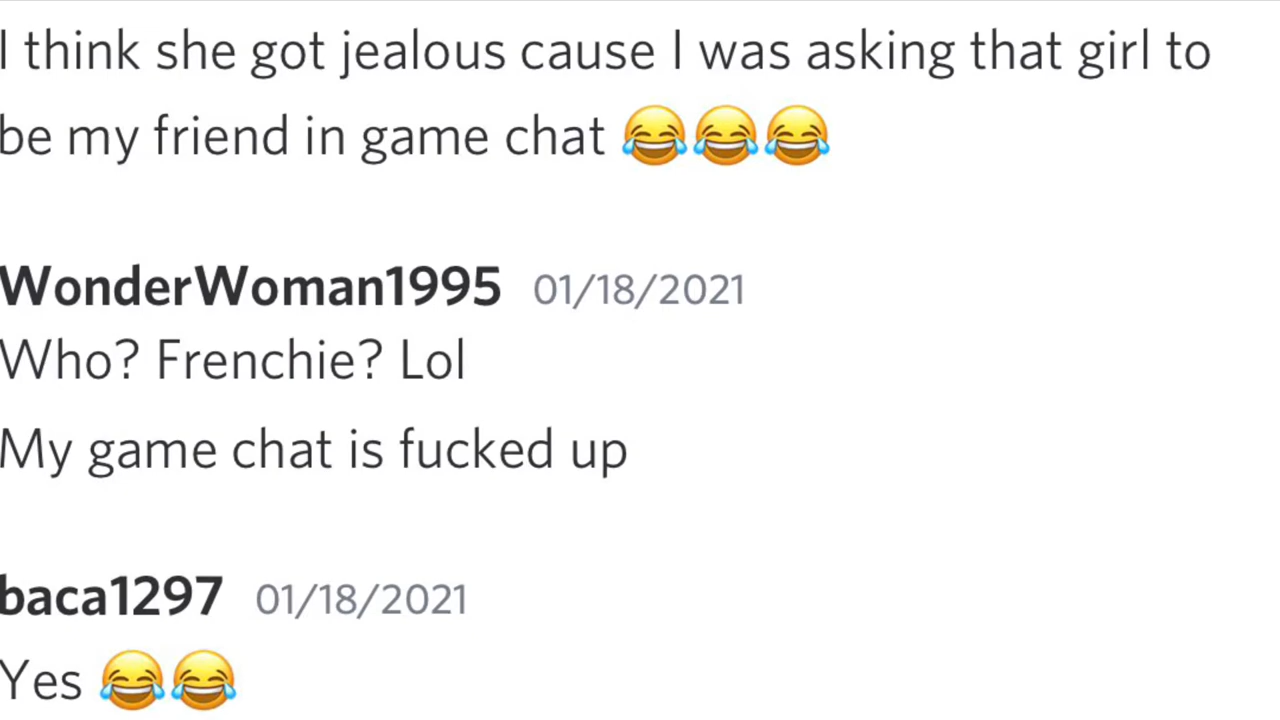 I think she got jealous cause I was asking that girl to
be my friend in game chat 😂😂😂
WonderWoman1995 01/18/2021
Who? Frenchie? Lol
My game chat is fucked up
baca1297 01/18/2021
Yes 😂😂